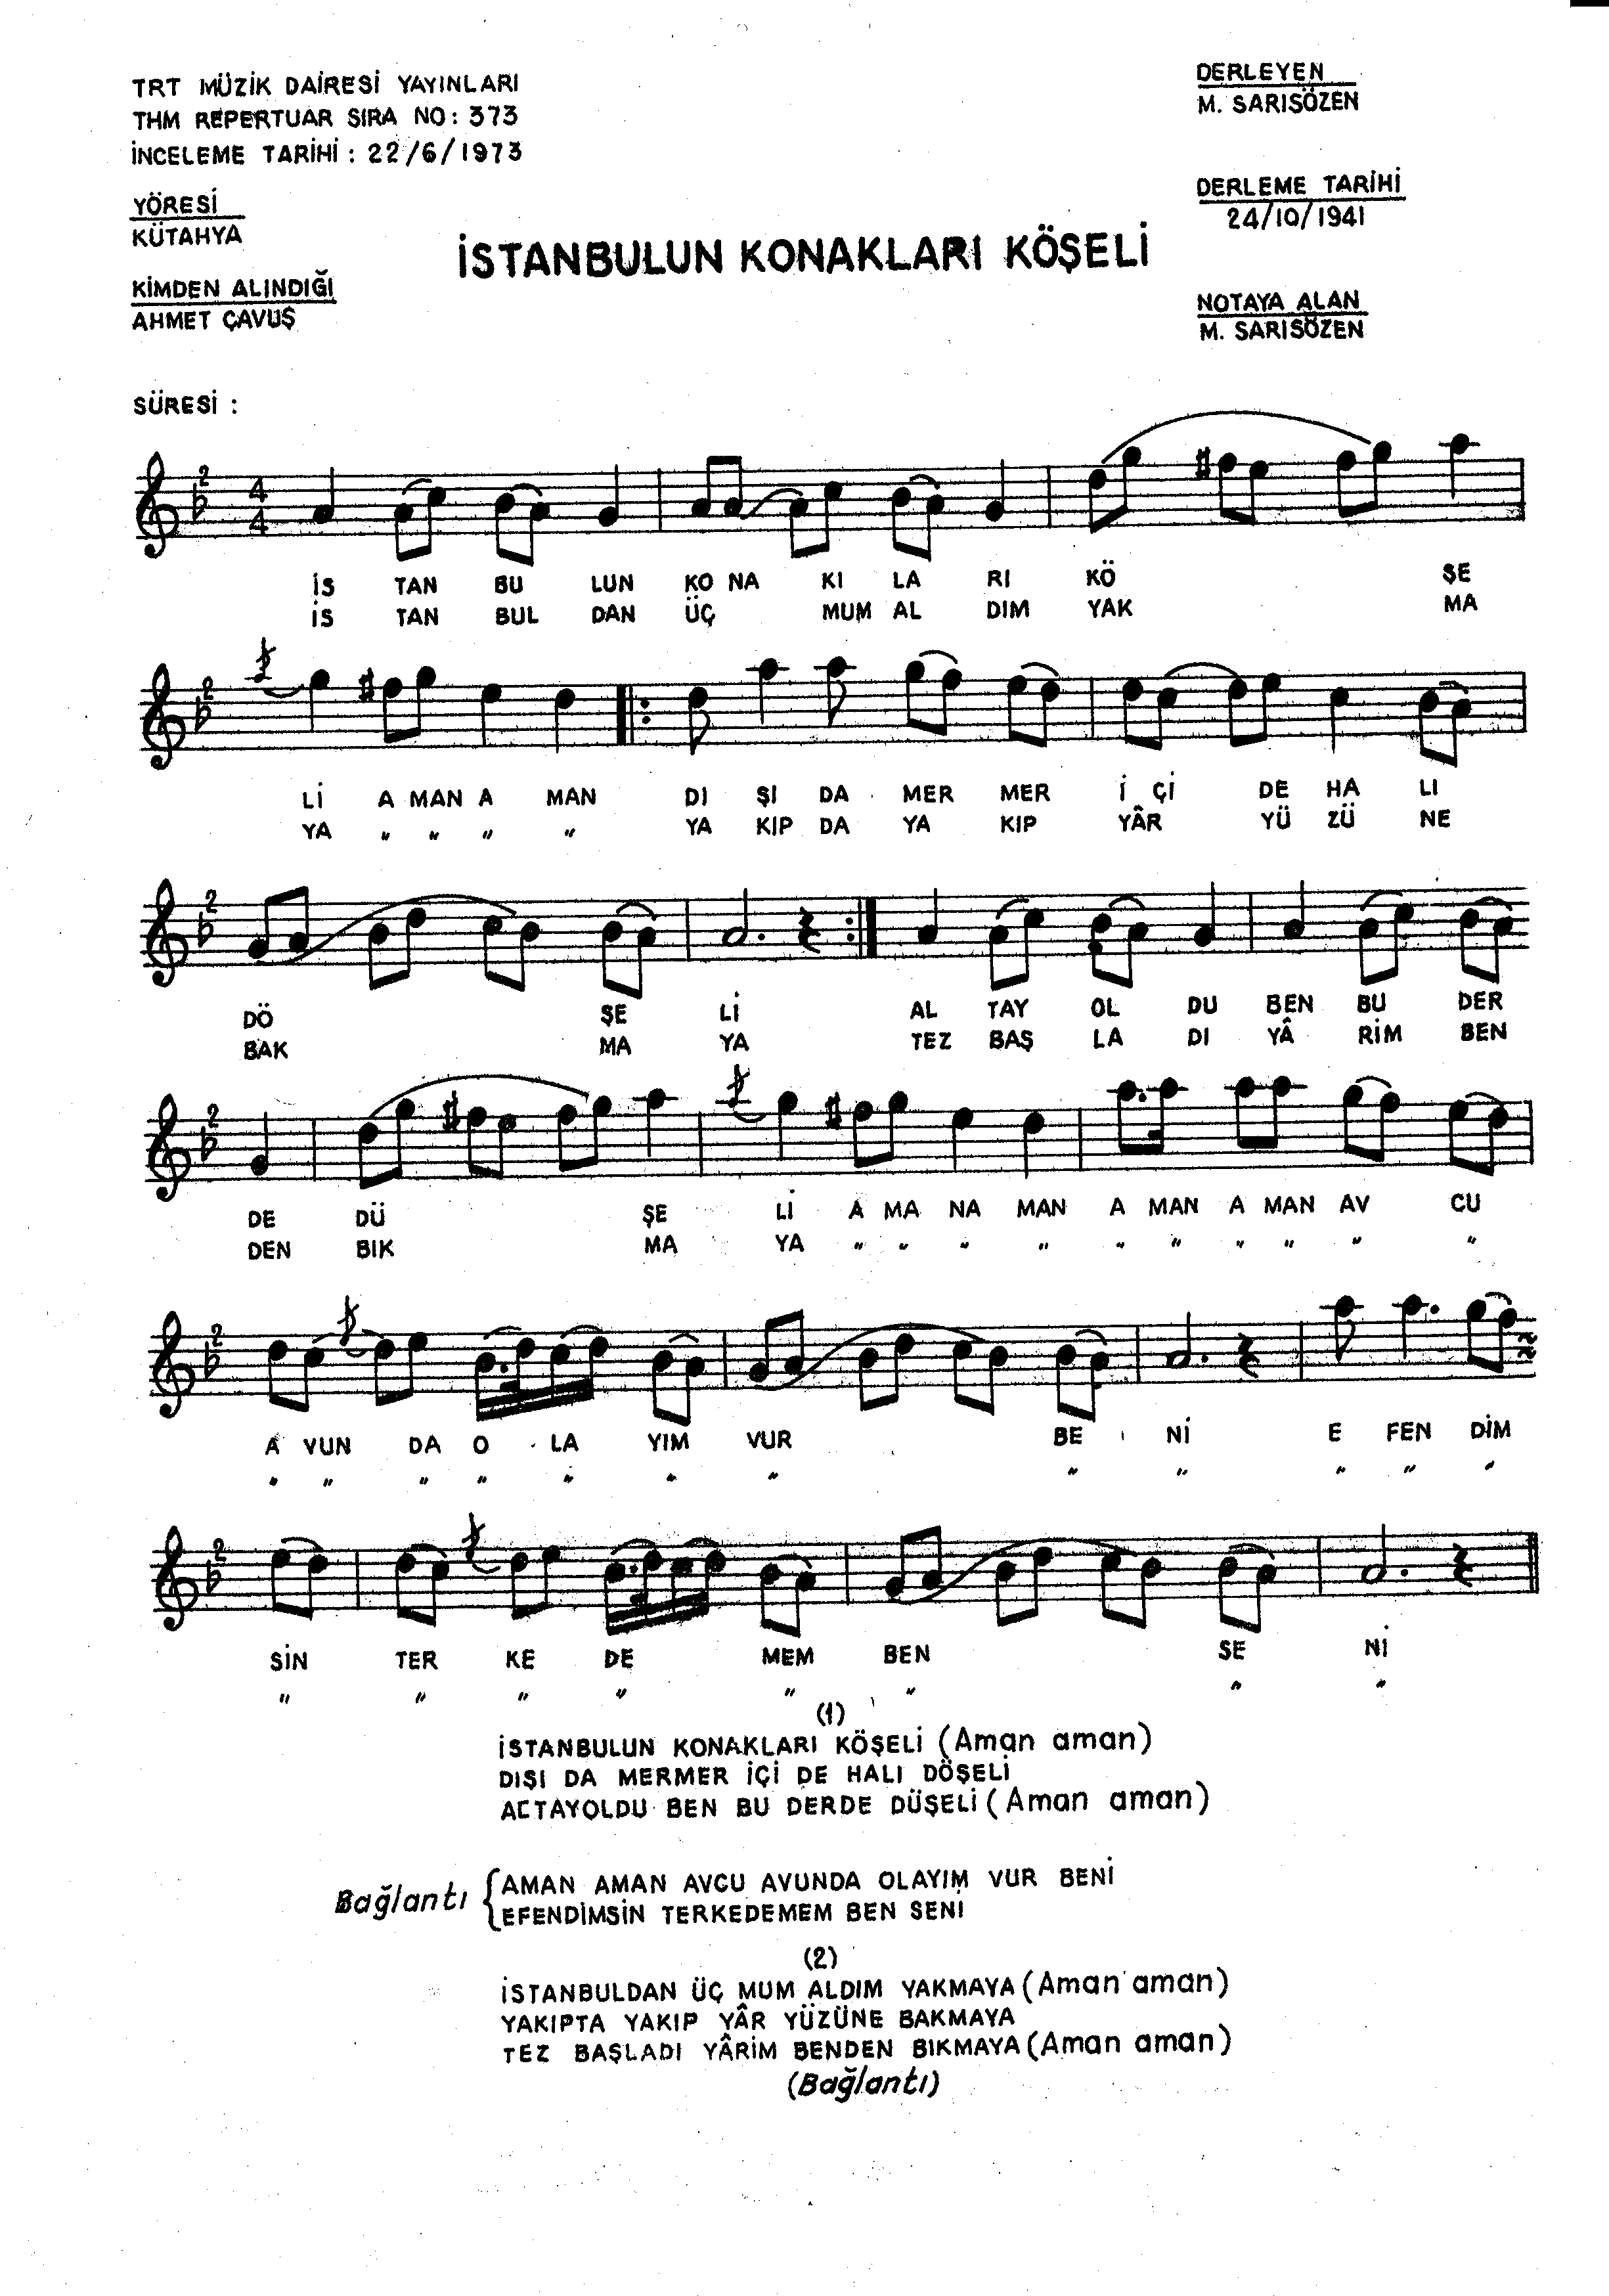 TRT MÜZİK DAİRESİ YAYINLARI
THM REPERTUAR SIRA NO: 373
İNCELEME TARİHİ : 22/6/1973
DERLEYEN
M. SARISÖZEN
YÖRESİ
KÜTAHYA
DERLEME TARİHİ
24/10/1941
İSTANBULUN KONAKLARI KÖŞELİ
KİMDEN ALINDIĞI
AHMET ÇAVUŞ
NOTAYA ALAN
M. SARISÖZEN
SÜRESİ :
2 4 4
İS TAN BU LUN KO NA KI LA RI KÖ ŞE
İS TAN BUL DAN ÜÇ MUM AL DIM YAK MA
2
Lİ A MAN A MAN DI ŞI DA MER MER İ Çİ DE HA LI
YA " " " " YA KIP DA YA KIP YÂR YÜ ZÜ NE
2
DÖ ŞE Lİ AL TAY OL DU BEN BU DER
BAK MA YA TEZ BAŞ LA DI YÂ RİM BEN
2
DE DÜ ŞE Lİ A MA NA MAN A MAN A MAN AV CU
DEN BIK MA YA " " " " " " " " " "
2
A VUN DA O LA YIM VUR BE Nİ E FEN DİM
" " " " " " " " " " " "
2
SİN TER KE DE MEM BEN SE Nİ
" " " " " " " "
(1)
İSTANBULUN KONAKLARI KÖŞELİ (Aman aman)
DIŞI DA MERMER İÇİ DE HALI DÖŞELİ
ALTAYOLDU BEN BU DERDE DÜŞELİ (Aman aman)
Bağlantı { AMAN AMAN AVCU AVUNDA OLAYIM VUR BENİ
EFENDİMSİN TERKEDEMEM BEN SENİ
(2)
İSTANBULDAN ÜÇ MUM ALDIM YAKMAYA (Aman aman)
YAKIPTA YAKIP YÂR YÜZÜNE BAKMAYA
TEZ BAŞLADI YÂRİM BENDEN BIKMAYA (Aman aman)
(Bağlantı)